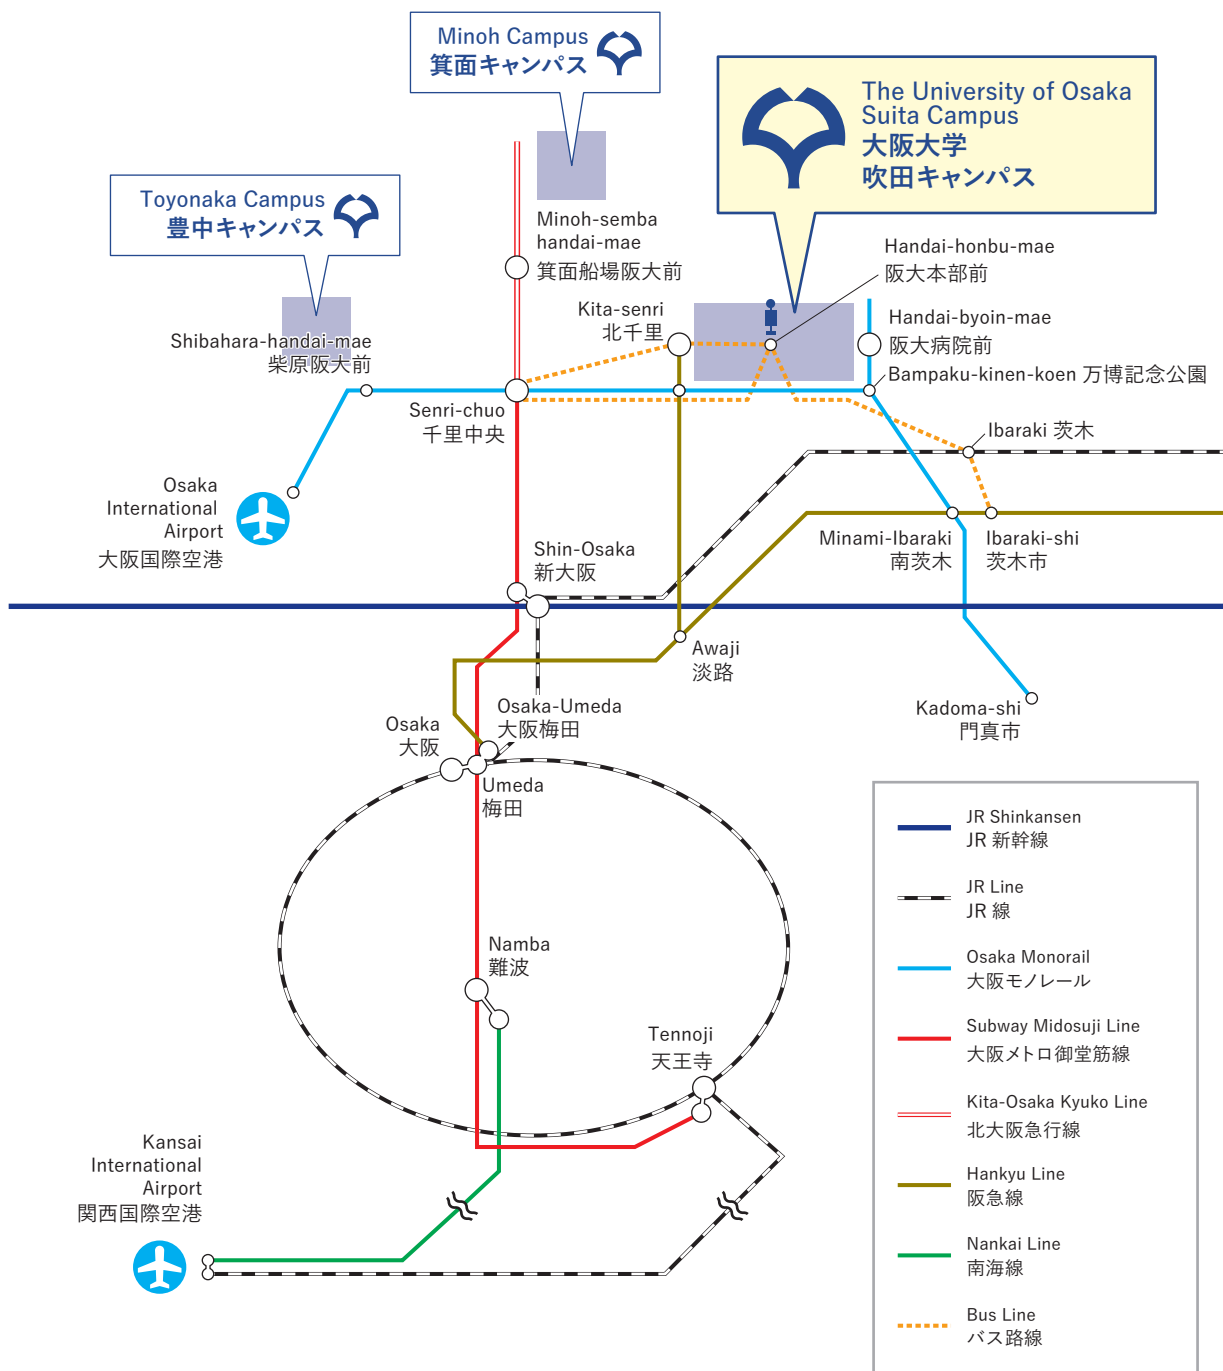 Minoh Campus
箕面キャンパス
The University of Osaka
Suita Campus
大阪大学
吹田キャンパス
Toyonaka Campus
豊中キャンパス
Minoh-semba
handai-mae
箕面船場阪大前
Handai-honbu-mae
阪大本部前
Kita-senri
北千里
Handai-byoin-mae
阪大病院前
Shibahara-handai-mae
柴原阪大前
Bampaku-kinen-koen 万博記念公園
Senri-chuo
千里中央
Ibaraki 茨木
Osaka
International
Airport
大阪国際空港
Shin-Osaka
新大阪
Minami-Ibaraki
南茨木
Ibaraki-shi
茨木市
Awaji
淡路
Osaka-Umeda
大阪梅田
Osaka
大阪
Kadoma-shi
門真市
Umeda
梅田
Namba
難波
Tennoji
天王寺
Kansai
International
Airport
関西国際空港
JR Shinkansen
JR 新幹線
JR Line
JR 線
Osaka Monorail
大阪モノレール
Subway Midosuji Line
大阪メトロ御堂筋線
Kita-Osaka Kyuko Line
北大阪急行線
Hankyu Line
阪急線
Nankai Line
南海線
Bus Line
バス路線